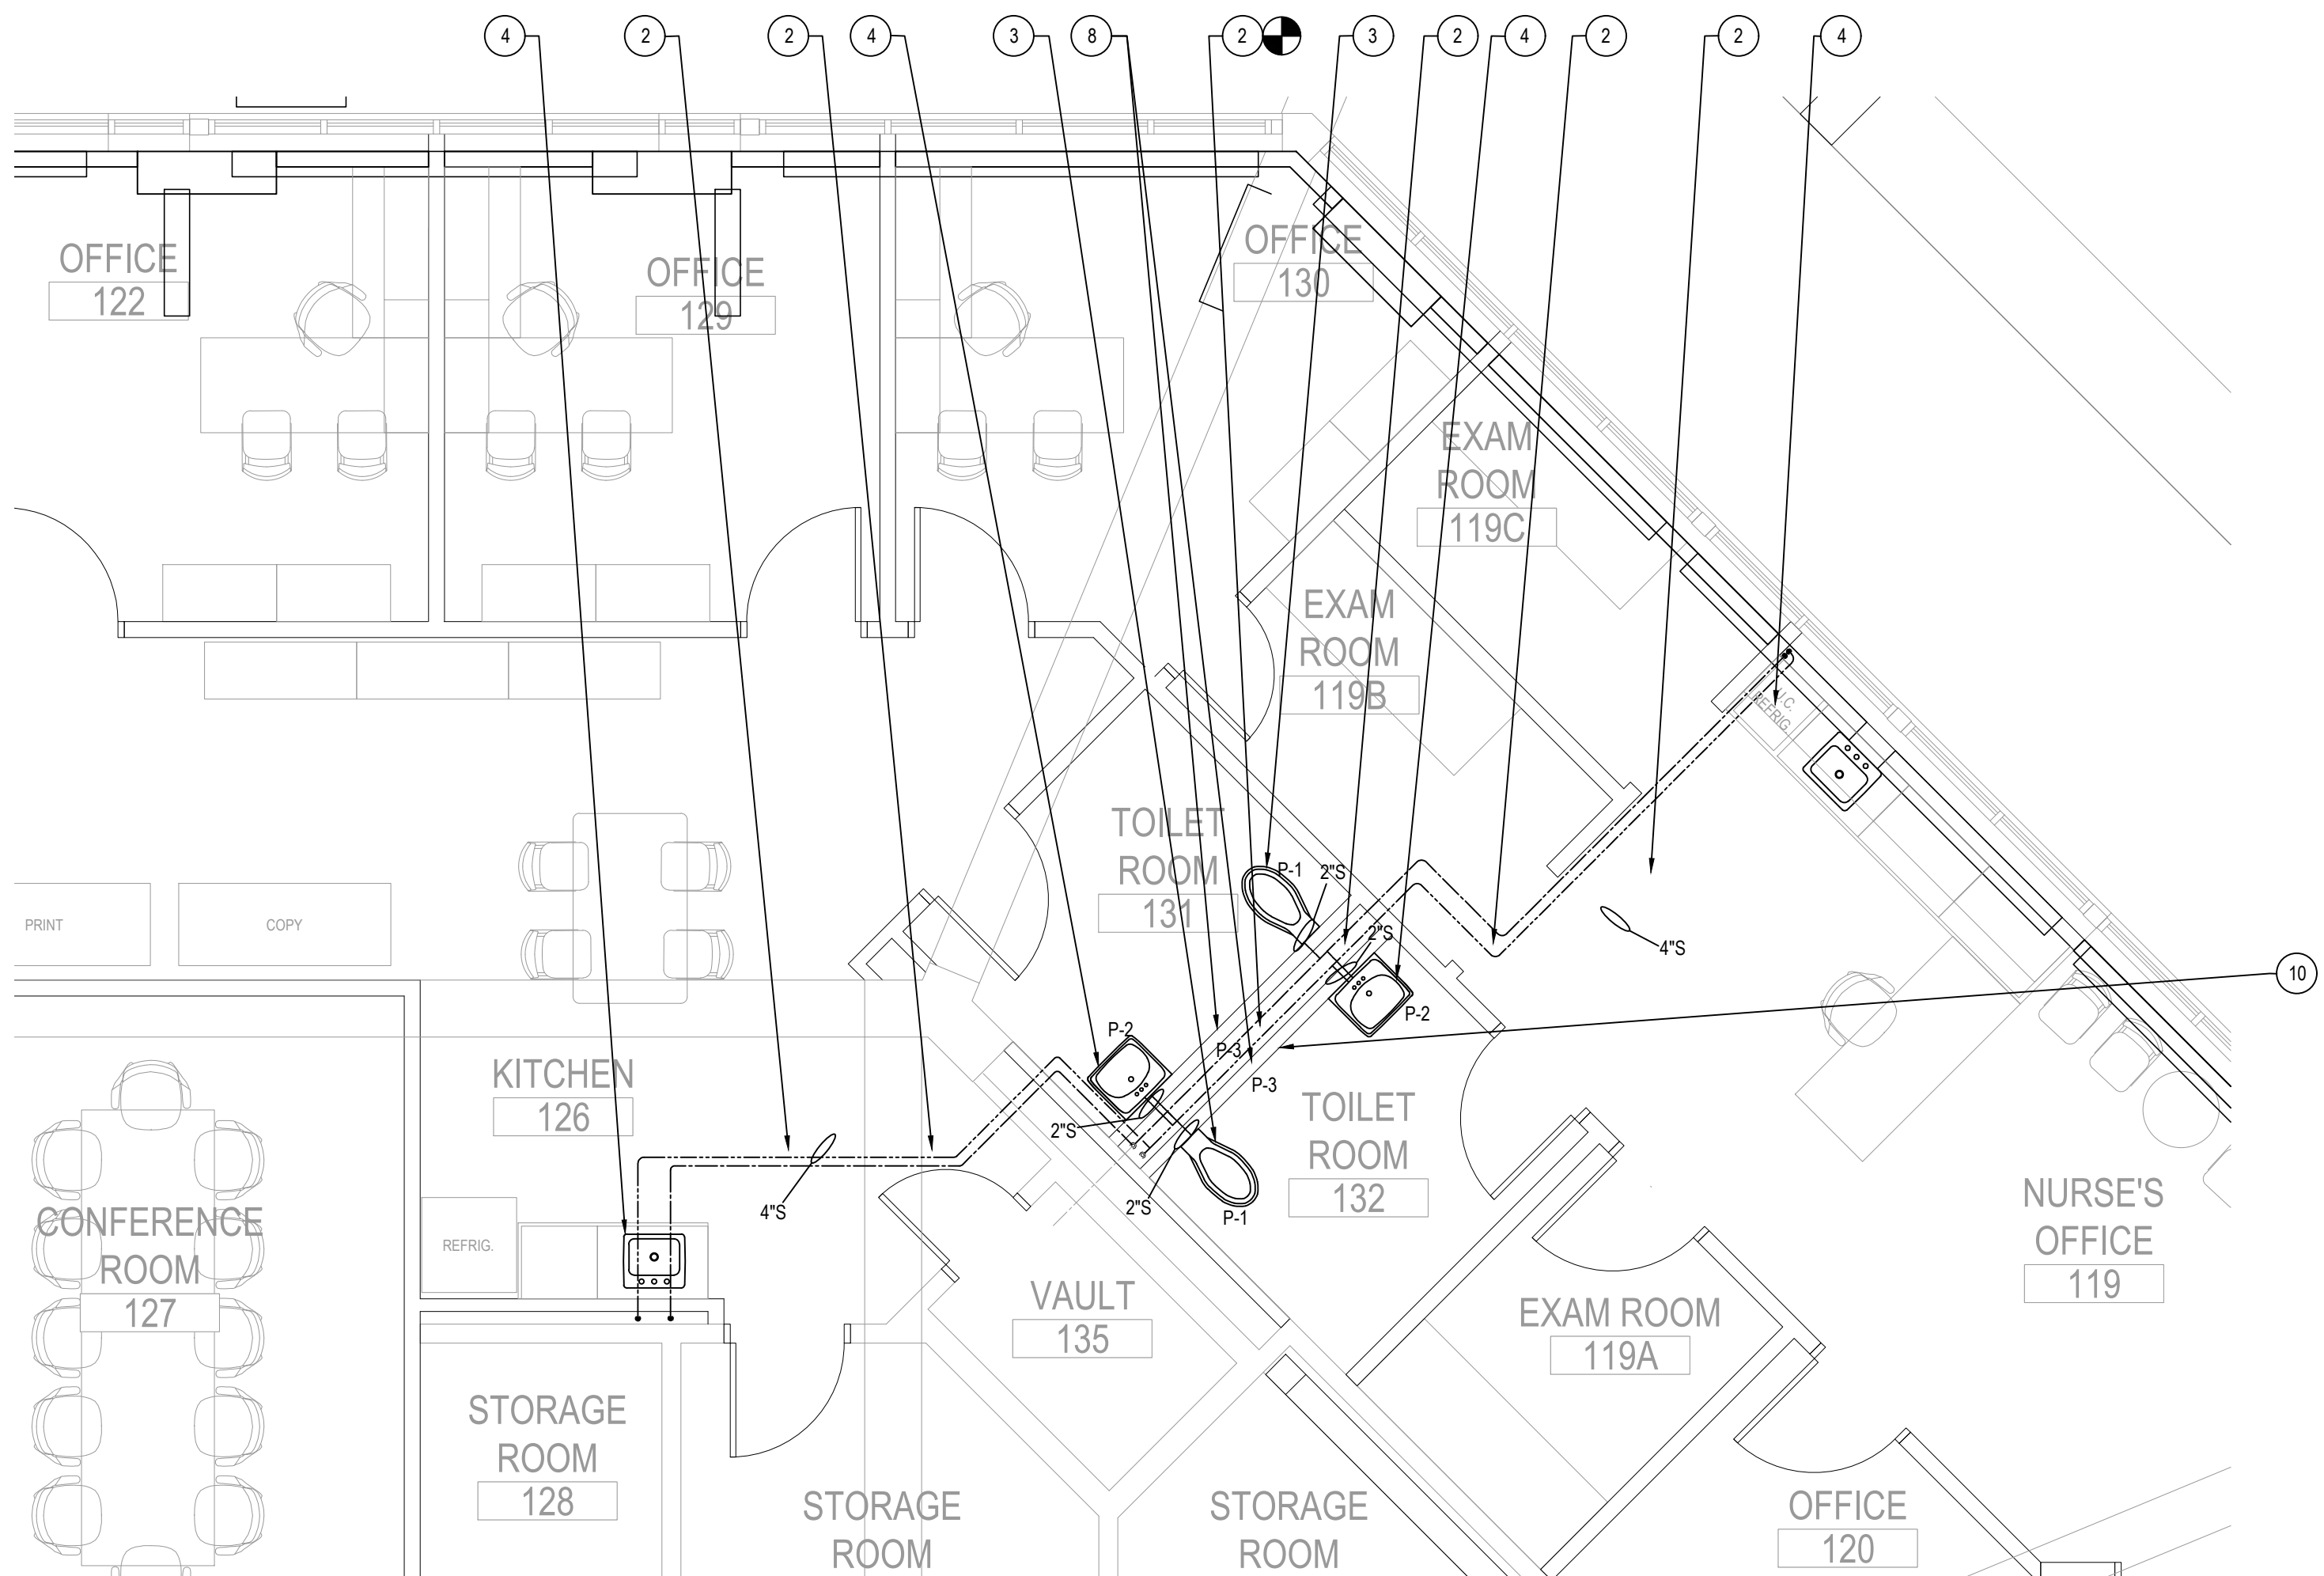 4
2
2
4
3
8
2
3
2
4
2
2
4
OFFICE
122
OFFICE
129
OFFICE
130
EXAM
ROOM
119C
EXAM
ROOM
119B
U.C.
REFRIG.
TOILET
ROOM
131
P-1
2"S
2"S
4"S
PRINT
COPY
10
P-2
P-2
P-3
P-3
KITCHEN
126
2"S
TOILET
ROOM
132
2"S
P-1
4"S
REFRIG.
CONFERENCE
ROOM
127
NURSE'S
OFFICE
119
VAULT
135
EXAM ROOM
119A
STORAGE
ROOM
128
STORAGE
ROOM
STORAGE
ROOM
OFFICE
120